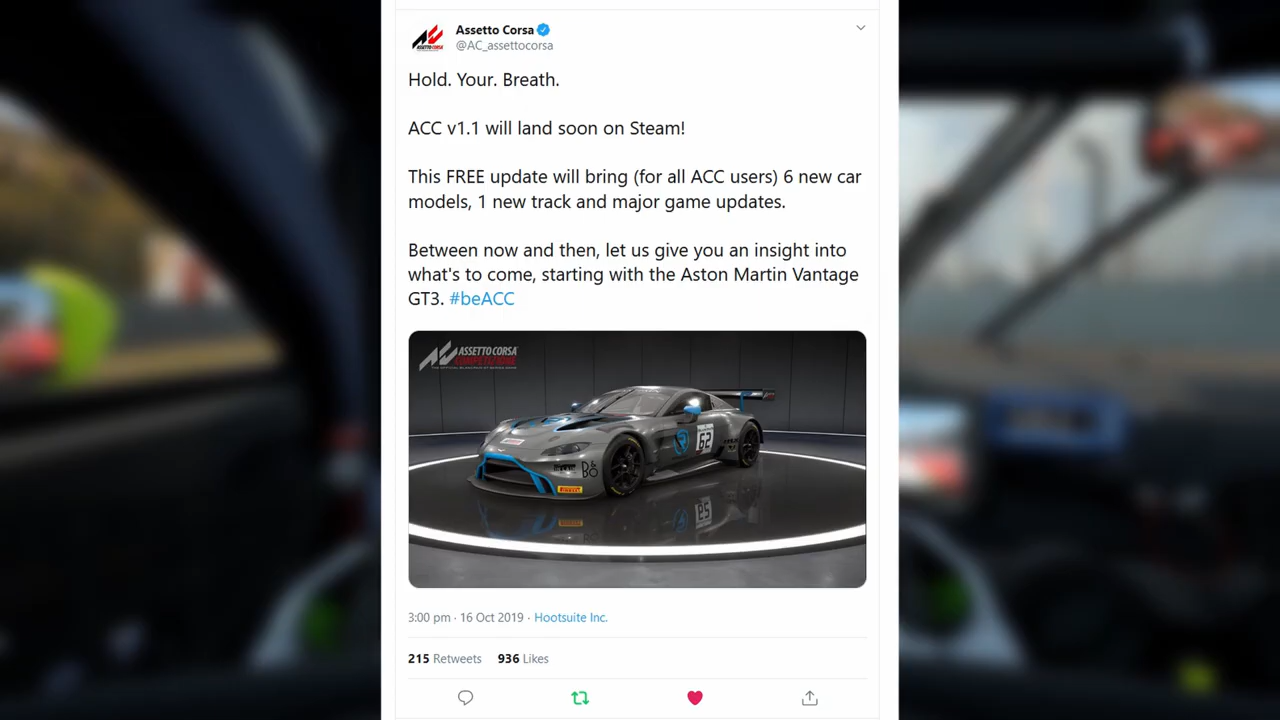 Assetto Corsa
@AC_assettocorsa
Hold. Your. Breath.
ACC v1.1 will land soon on Steam!
This FREE update will bring (for all ACC users) 6 new car
models, 1 new track and major game updates.
Between now and then, let us give you an insight into
what's to come, starting with the Aston Martin Vantage
GT3. #beACC
ASSETTO CORSA
COMPETIZIONE
62
B&O
3:00 pm · 16 Oct 2019 · Hootsuite Inc.
215 Retweets 936 Likes